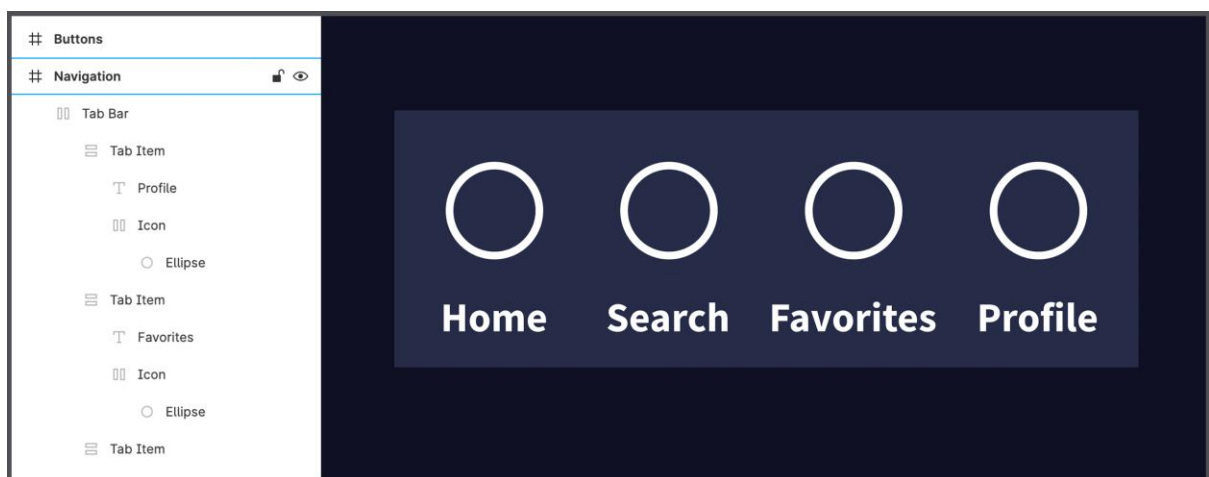 Buttons
Navigation
Tab Bar
Tab Item
Profile
Icon
Ellipse
Tab Item
Favorites
Icon
Ellipse
Tab Item
Home Search Favorites Profile